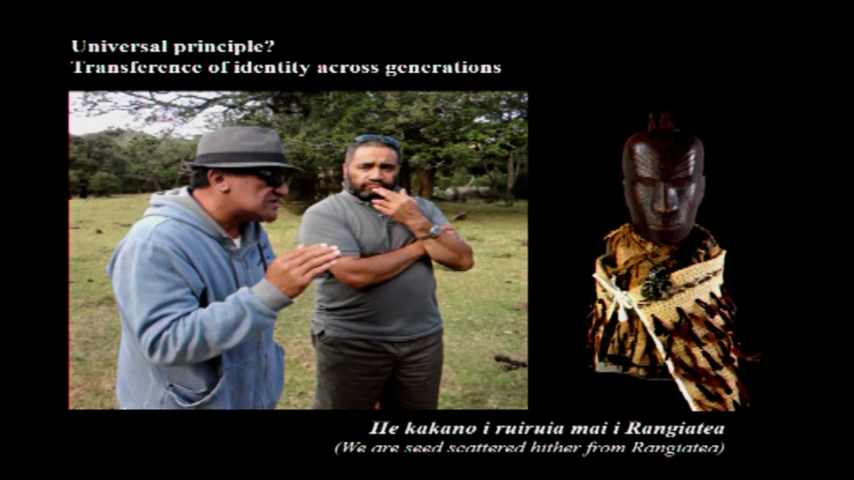 Universal principle?
Transference of identity across generations
He kakano i ruiruia mai i Rangiatea
(We are seed scattered hither from Rangiatea)